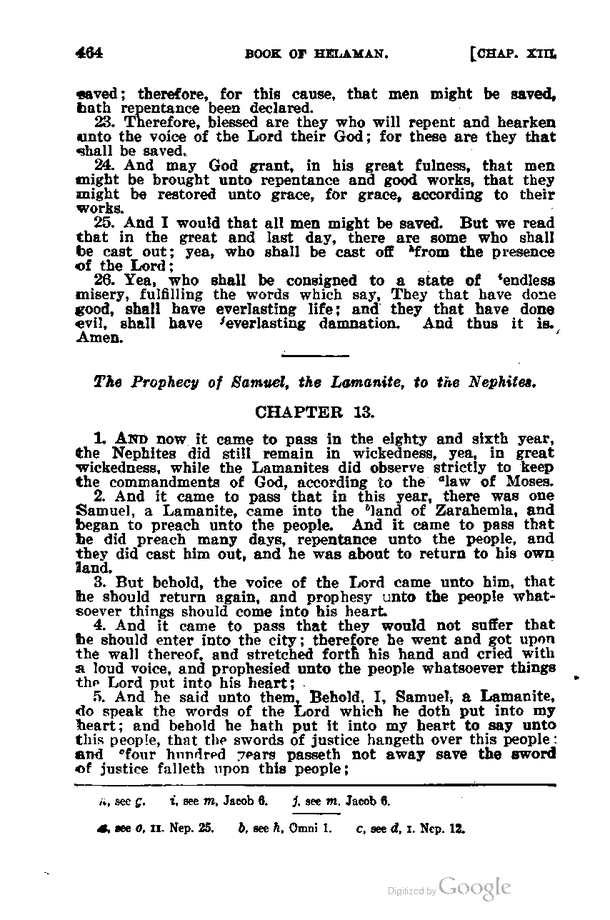 464 BOOK OF HELAMAN. [CHAP. XIII.
saved; therefore, for this cause, that men might be saved,
hath repentance been declared.
23. Therefore, blessed are they who will repent and hearken
unto the voice of the Lord their God; for these are they that
shall be saved.
24. And may God grant, in his great fulness, that men
might be brought unto repentance and good works, that they
might be restored unto grace, for grace, according to their
works.
25. And I would that all men might be saved. But we read
that in the great and last day, there are some who shall
be cast out; yea, who shall be cast off ʰfrom the presence
of the Lord;
26. Yea, who shall be consigned to a state of ⁱendless
misery, fulfilling the words which say, They that have done
good, shall have everlasting life; and they that have done
evil, shall have ʲeverlasting damnation. And thus it is.
Amen.
The Prophecy of Samuel, the Lamanite, to the Nephites.
CHAPTER 13.
1. AND now it came to pass in the eighty and sixth year,
the Nephites did still remain in wickedness, yea, in great
wickedness, while the Lamanites did observe strictly to keep
the commandments of God, according to the ᵃlaw of Moses.
2. And it came to pass that in this year, there was one
Samuel, a Lamanite, came into the ᵇland of Zarahemla, and
began to preach unto the people. And it came to pass that
he did preach many days, repentance unto the people, and
they did cast him out, and he was about to return to his own
land.
3. But behold, the voice of the Lord came unto him, that
he should return again, and prophesy unto the people what-
soever things should come into his heart.
4. And it came to pass that they would not suffer that
he should enter into the city; therefore he went and got upon
the wall thereof, and stretched forth his hand and cried with
a loud voice, and prophesied unto the people whatsoever things
the Lord put into his heart;
5. And he said unto them, Behold, I, Samuel, a Lamanite,
do speak the words of the Lord which he doth put into my
heart; and behold he hath put it into my heart to say unto
this people, that the swords of justice hangeth over this people:
and ᶜfour hundred years passeth not away save the sword
of justice falleth upon this people;
h, see g. i, see m, Jacob 6. j, see m, Jacob 6.
a, see o, II. Nep. 25. b, see h, Omni 1. c, see d, I. Nep. 12.
Digitized by Google